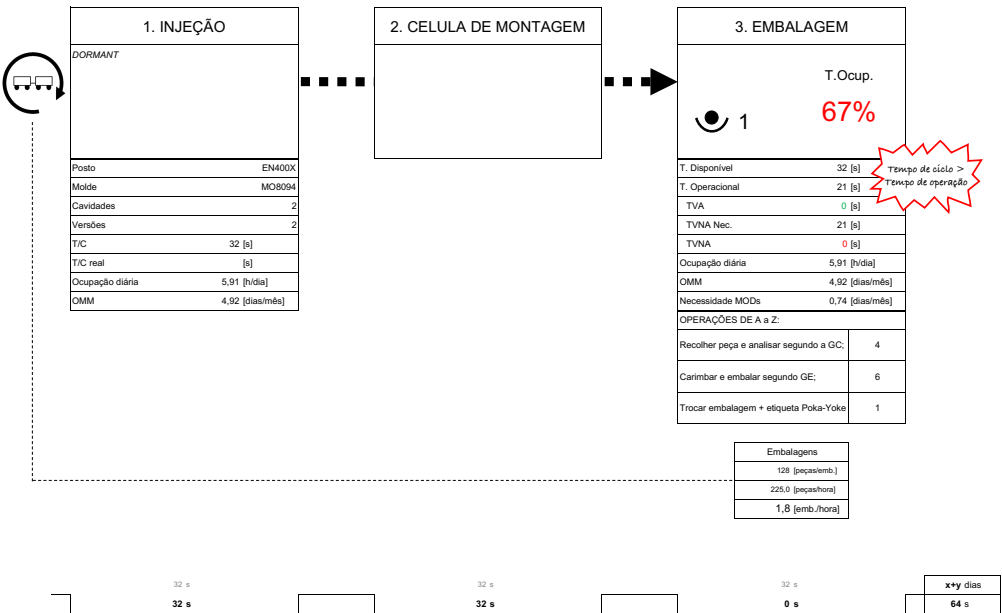 1. INJEÇÃO
DORMANT
Posto EN400X
Molde MO8094
Cavidades 2
Versões 2
T/C 32 [s]
T/C real [s]
Ocupação diária 5,91 [h/dia]
OMM 4,92 [dias/mês]
2. CELULA DE MONTAGEM
3. EMBALAGEM
T.Ocup.
67%
1
T. Disponível 32 [s]
T. Operacional 21 [s]
TVA 0 [s]
TVNA Nec. 21 [s]
TVNA 0 [s]
Ocupação diária 5,91 [h/dia]
OMM 4,92 [dias/mês]
Necessidade MODs 0,74 [dias/mês]
OPERAÇÕES DE A a Z:
Recolher peça e analisar segundo a GC; 4
Carimbar e embalar segundo GE; 6
Trocar embalagem + etiqueta Poka-Yoke 1
Tempo de ciclo >
Tempo de operação
Embalagens
128 [peças/emb.]
225,0 [peças/hora]
1,8 [emb./hora]
32 s 32 s 32 s x+y dias
32 s 32 s 0 s 64 s